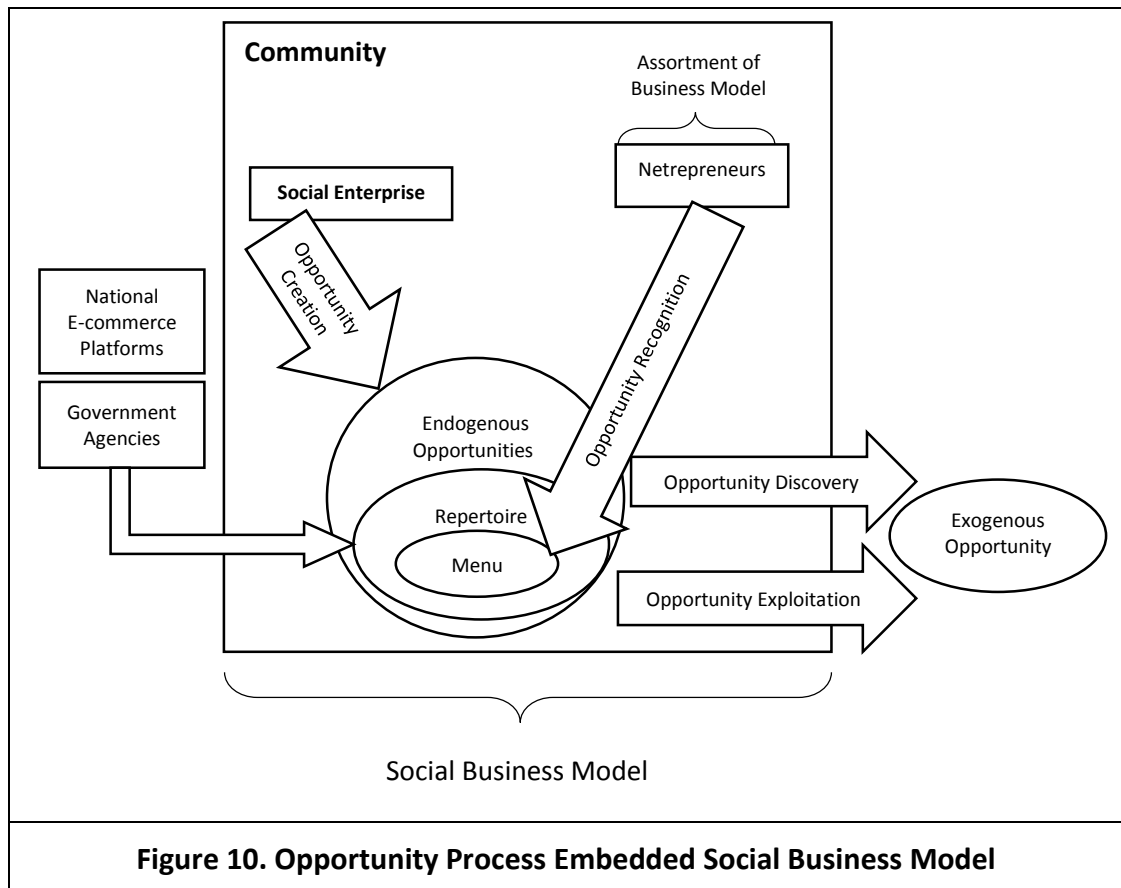 Community
Assortment of
Business Model
Netrepreneurs
Social Enterprise
Opportunity
Creation
Opportunity Recognition
National
E-commerce
Platforms
Government
Agencies
Endogenous
Opportunities
Repertoire
Menu
Opportunity Discovery
Opportunity Exploitation
Exogenous
Opportunity
Social Business Model
Figure 10. Opportunity Process Embedded Social Business Model